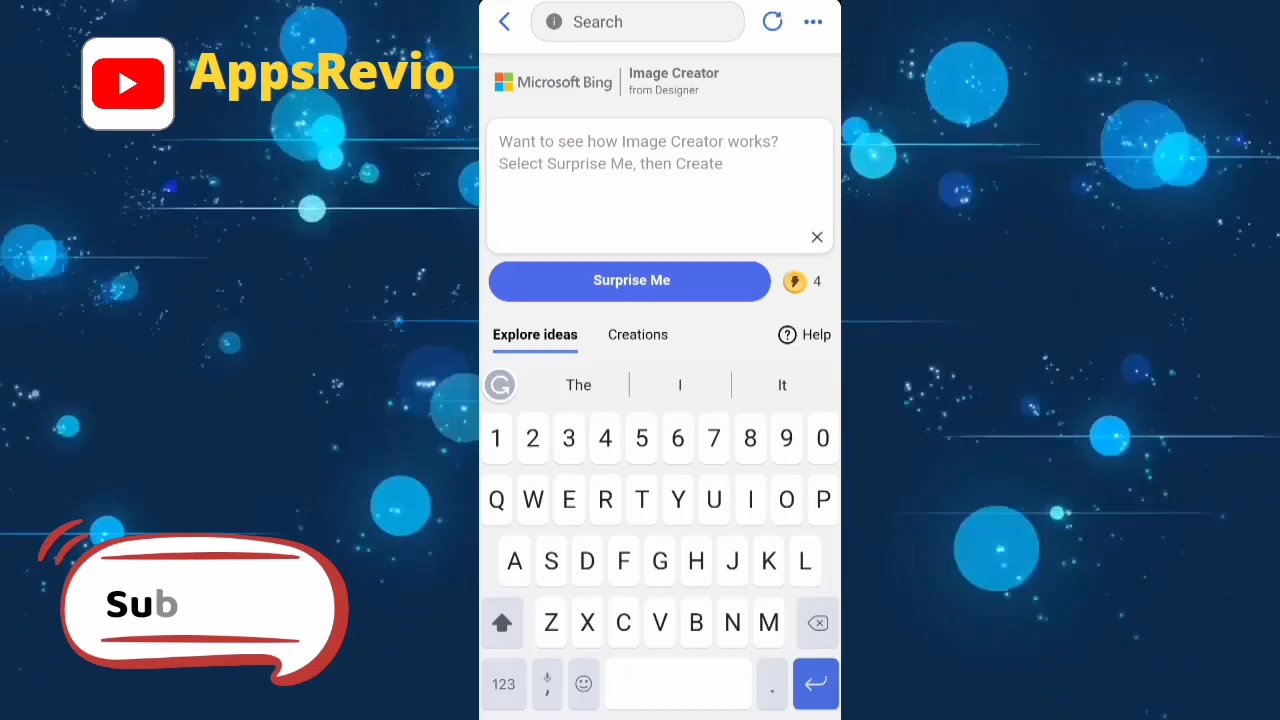 AppsRevio
Search
Microsoft Bing
Image Creator
from Designer
Want to see how Image Creator works?
Select Surprise Me, then Create
Surprise Me
4
Explore ideas
Creations
Help
The
I
It
1 2 3 4 5 6 7 8 9 0
Q W E R T Y U I O P
A S D F G H J K L
Z X C V B N M
123 , .
Sub